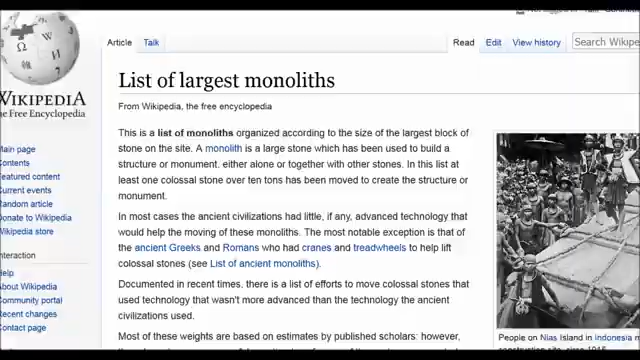 Article Talk Read Edit View history Search Wikipe
WIKIPEDIA
The Free Encyclopedia
List of largest monoliths
From Wikipedia, the free encyclopedia
This is a list of monoliths organized according to the size of the largest block of
stone on the site. A monolith is a large stone which has been used to build a
structure or monument, either alone or together with other stones. In this list at
least one colossal stone over ten tons has been moved to create the structure or
monument.
In most cases the ancient civilizations had little, if any, advanced technology that
would help the moving of these monoliths. The most notable exception is that of
the ancient Greeks and Romans who had cranes and treadwheels to help lift
colossal stones (see List of ancient monoliths).
Documented in recent times, there is a list of efforts to move colossal stones that
used technology that wasn't more advanced than the technology the ancient
civilizations used.
Most of these weights are based on estimates by published scholars: however,
Main page
Contents
Featured content
Current events
Random article
Donate to Wikipedia
Wikipedia store
Interaction
Help
About Wikipedia
Community portal
Recent changes
Contact page
People on Nias Island in Indonesia m